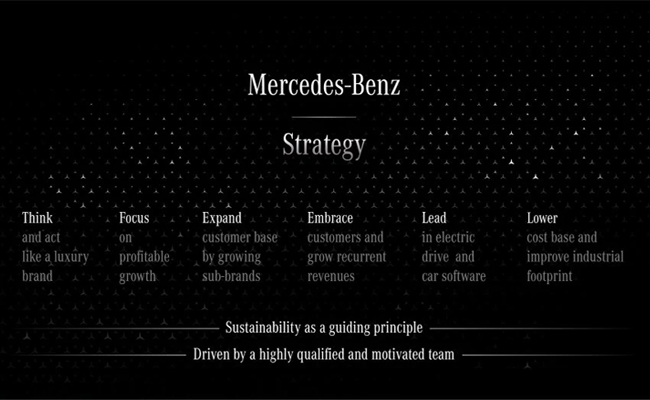 Mercedes-Benz
Strategy
Think
and act
like a luxury
brand
Focus
on
profitable
growth
Expand
customer base
by growing
sub-brands
Embrace
customers and
grow recurrent
revenues
Lead
in electric
drive and
car software
Lower
cost base and
improve industrial
footprint
Sustainability as a guiding principle
Driven by a highly qualified and motivated team